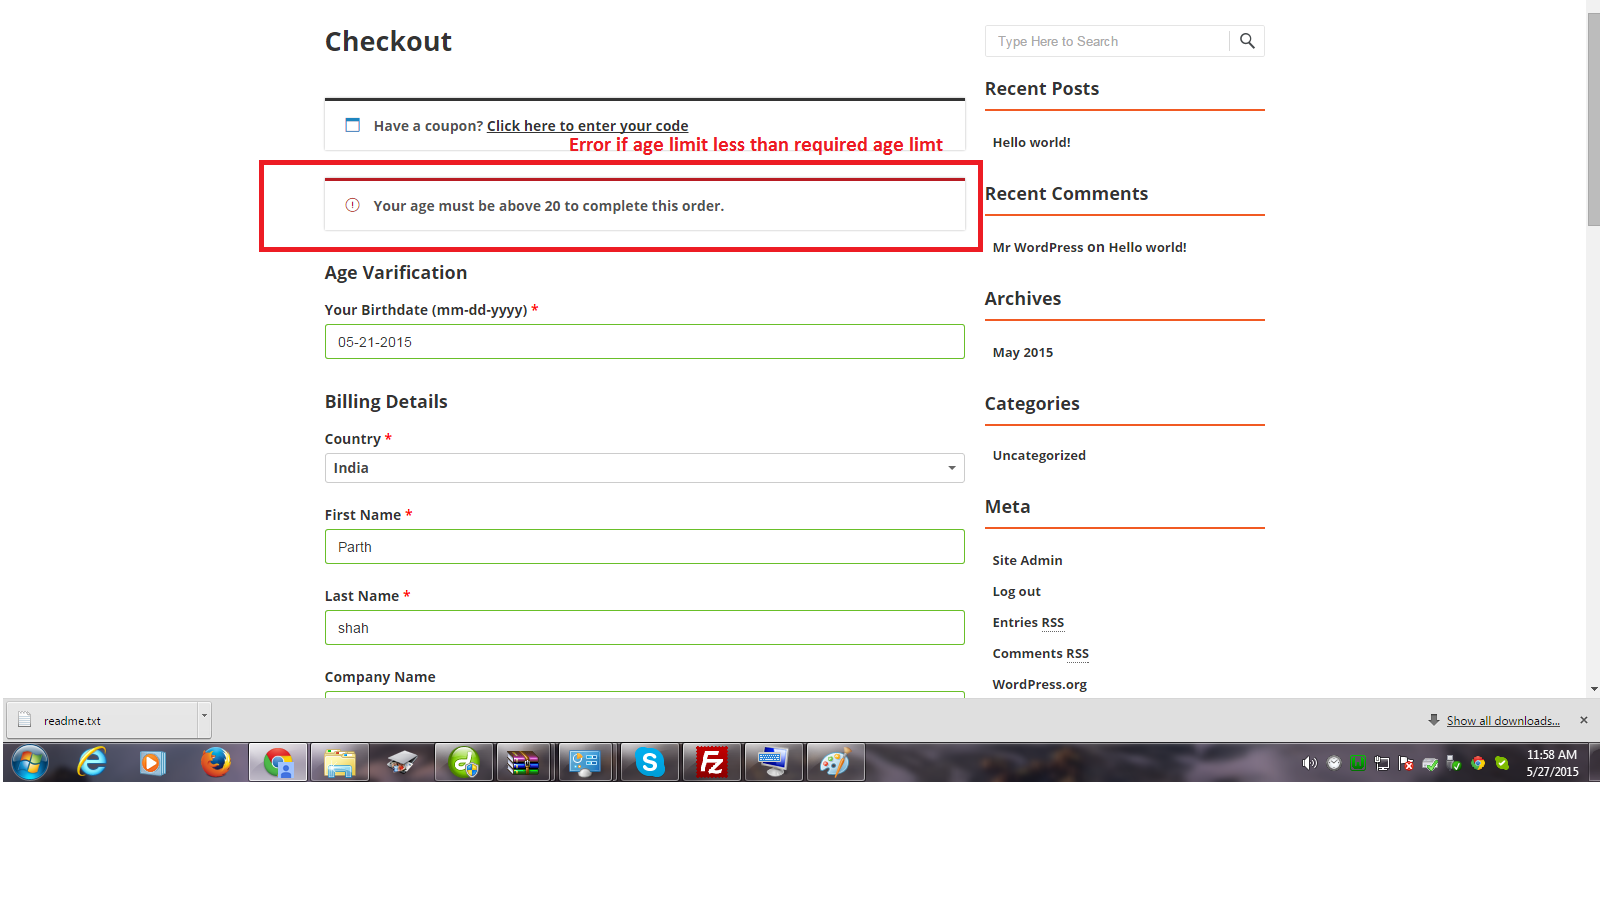 Checkout
Have a coupon? Click here to enter your code
Error if age limit less than required age limt
Your age must be above 20 to complete this order.
Age Varification
Your Birthdate (mm-dd-yyyy) *
05-21-2015
Billing Details
Country *
India
First Name *
Parth
Last Name *
shah
Company Name
Type Here to Search
Recent Posts
Hello world!
Recent Comments
Mr WordPress on Hello world!
Archives
May 2015
Categories
Uncategorized
Meta
Site Admin
Log out
Entries RSS
Comments RSS
WordPress.org
readme.txt
Show all downloads...
11:58 AM
5/27/2015